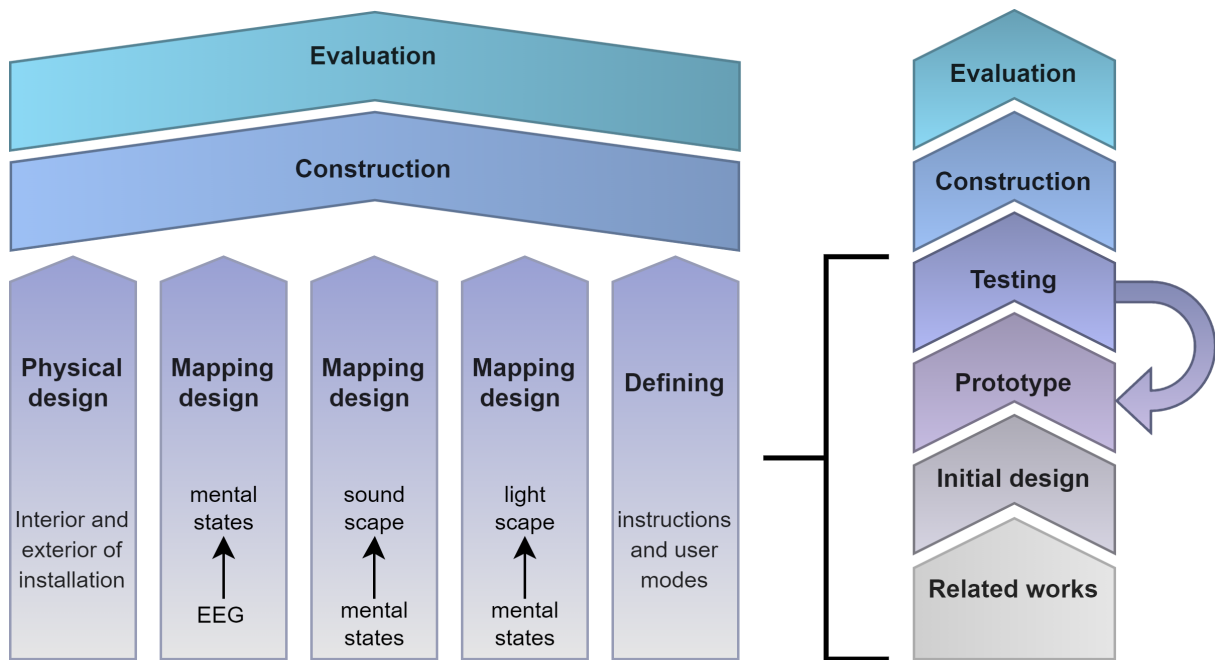 Evaluation
Construction
Physical
design
Interior and
exterior of
installation
Mapping
design
mental
states
EEG
Mapping
design
sound
scape
mental
states
Mapping
design
light
scape
mental
states
Defining
instructions
and user
modes
Evaluation
Construction
Testing
Prototype
Initial design
Related works